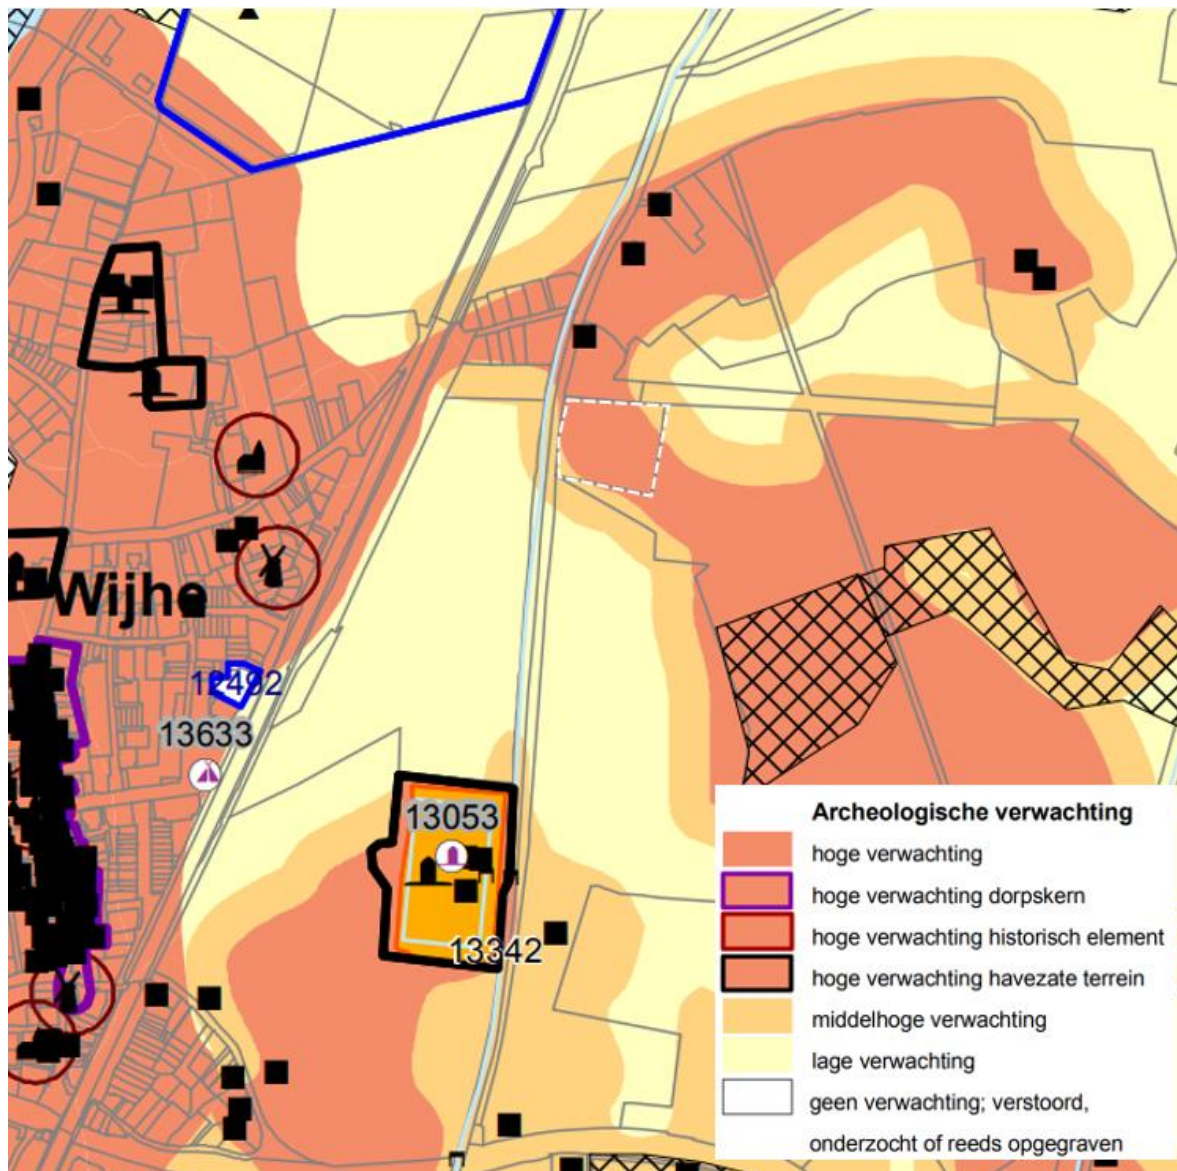 Wijhe
12492
13633
13053
13342
Archeologische verwachting
hoge verwachting
hoge verwachting dorpskern
hoge verwachting historisch element
hoge verwachting havezate terrein
middelhoge verwachting
lage verwachting
geen verwachting; verstoord,
onderzocht of reeds opgegraven